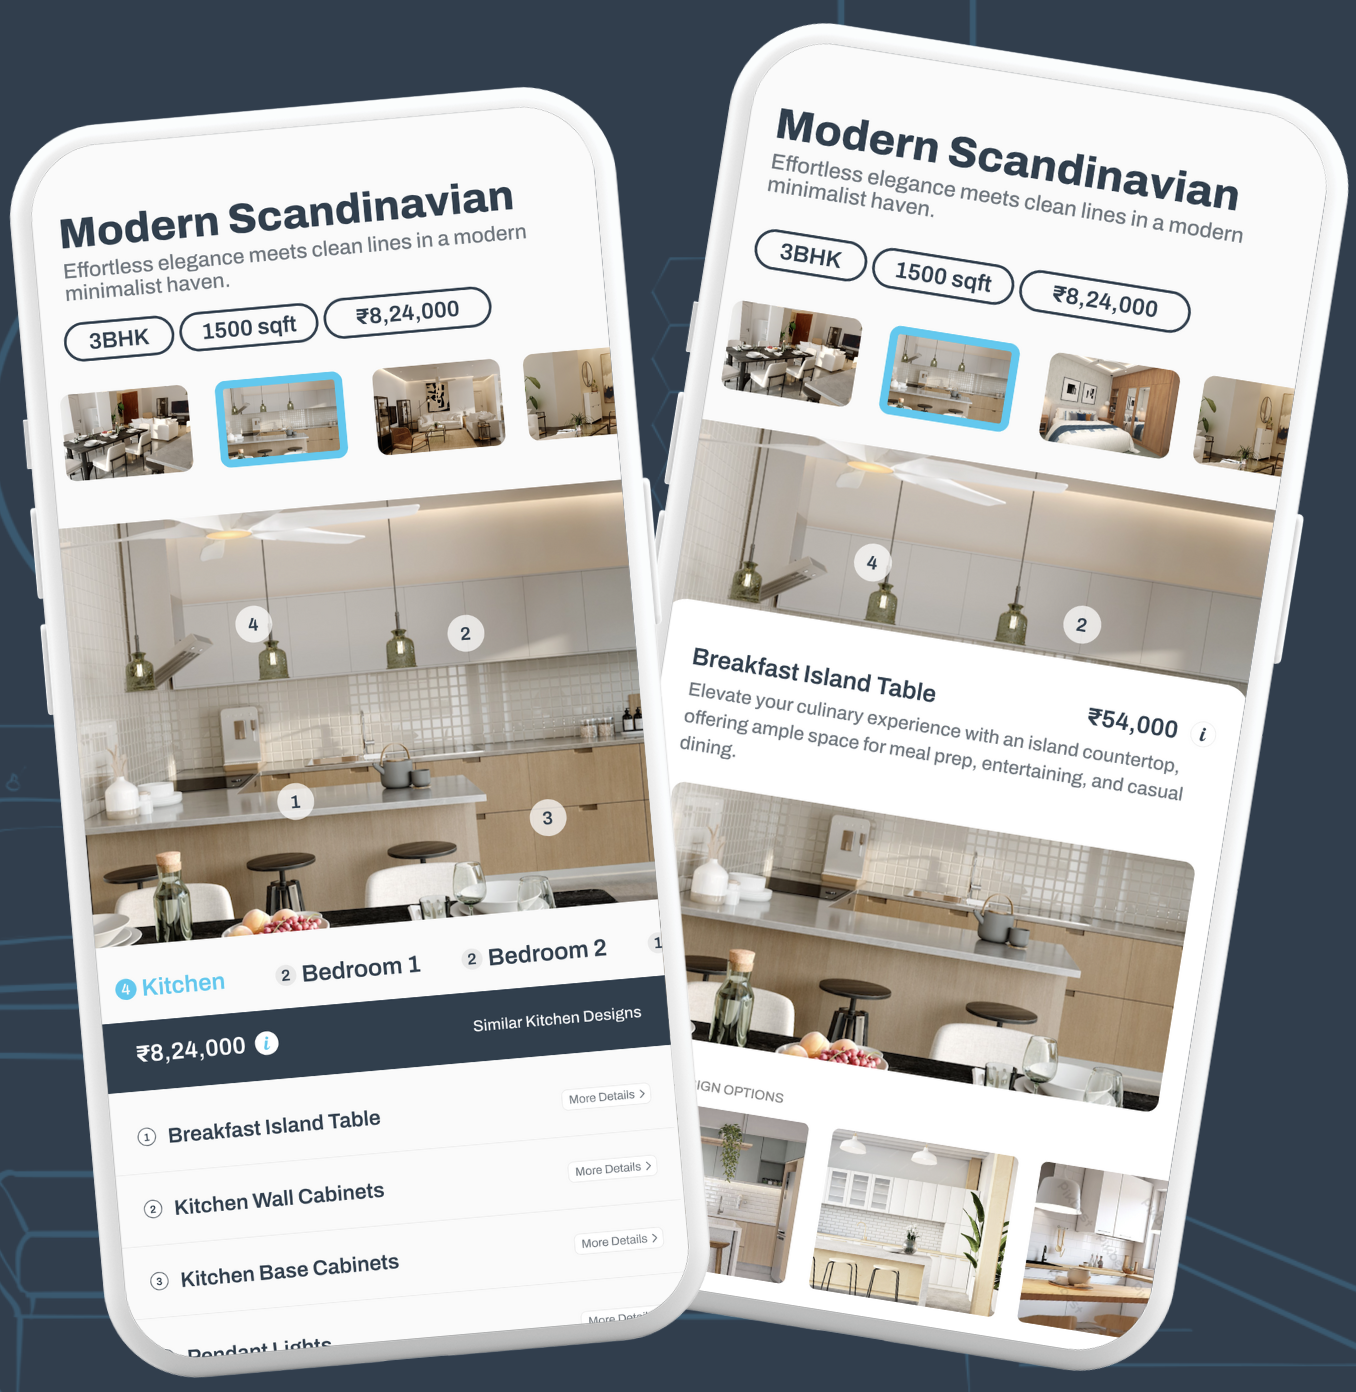 Modern Scandinavian
Effortless elegance meets clean lines in a modern
minimalist haven.
3BHK
1500 sqft
₹8,24,000
4
2
1
3
4 Kitchen
2 Bedroom 1
2 Bedroom 2
1
₹8,24,000 i
Similar Kitchen Designs
1 Breakfast Island Table
More Details >
2 Kitchen Wall Cabinets
More Details >
3 Kitchen Base Cabinets
More Details >
Pendant Lights
More Details
Modern Scandinavian
Effortless elegance meets clean lines in a modern
minimalist haven.
3BHK
1500 sqft
₹8,24,000
4
2
Breakfast Island Table
₹54,000 i
Elevate your culinary experience with an island countertop,
offering ample space for meal prep, entertaining, and casual
dining.
IGN OPTIONS